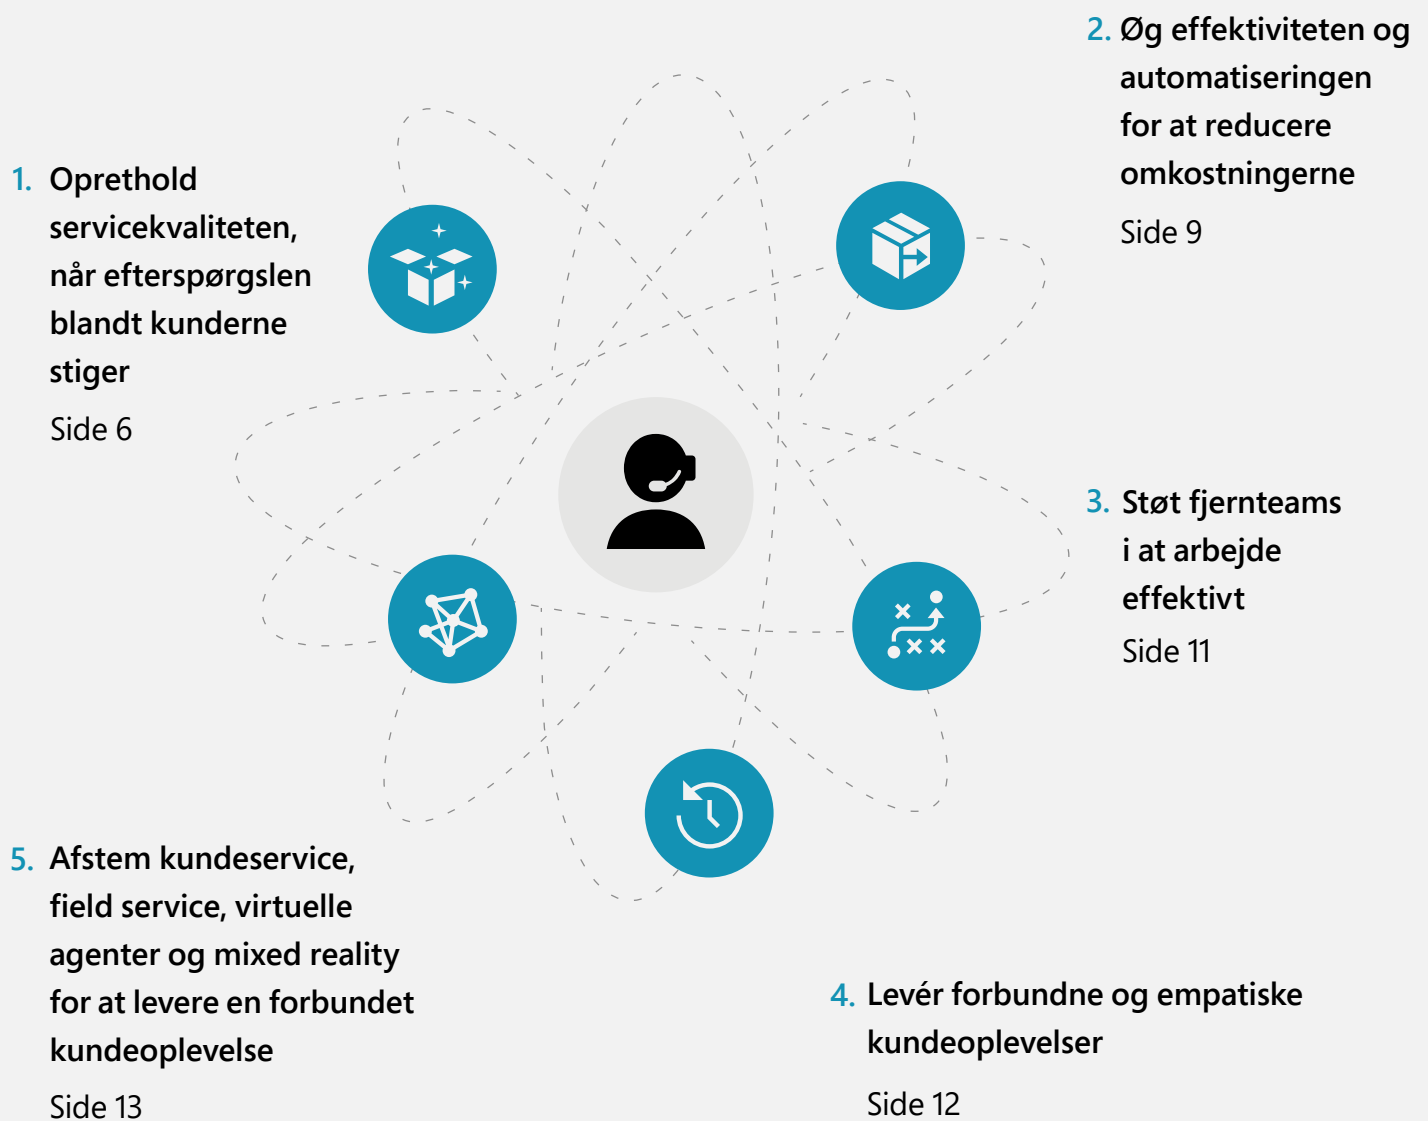 1. Oprethold
servicekvaliteten,
når efterspørgslen
blandt kunderne
stiger
Side 6
2. Øg effektiviteten og
automatiseringen
for at reducere
omkostningerne
Side 9
3. Støt fjernteams
i at arbejde
effektivt
Side 11
4. Levér forbundne og empatiske
kundeoplevelser
Side 12
5. Afstem kundeservice,
field service, virtuelle
agenter og mixed reality
for at levere en forbundet
kundeoplevelse
Side 13